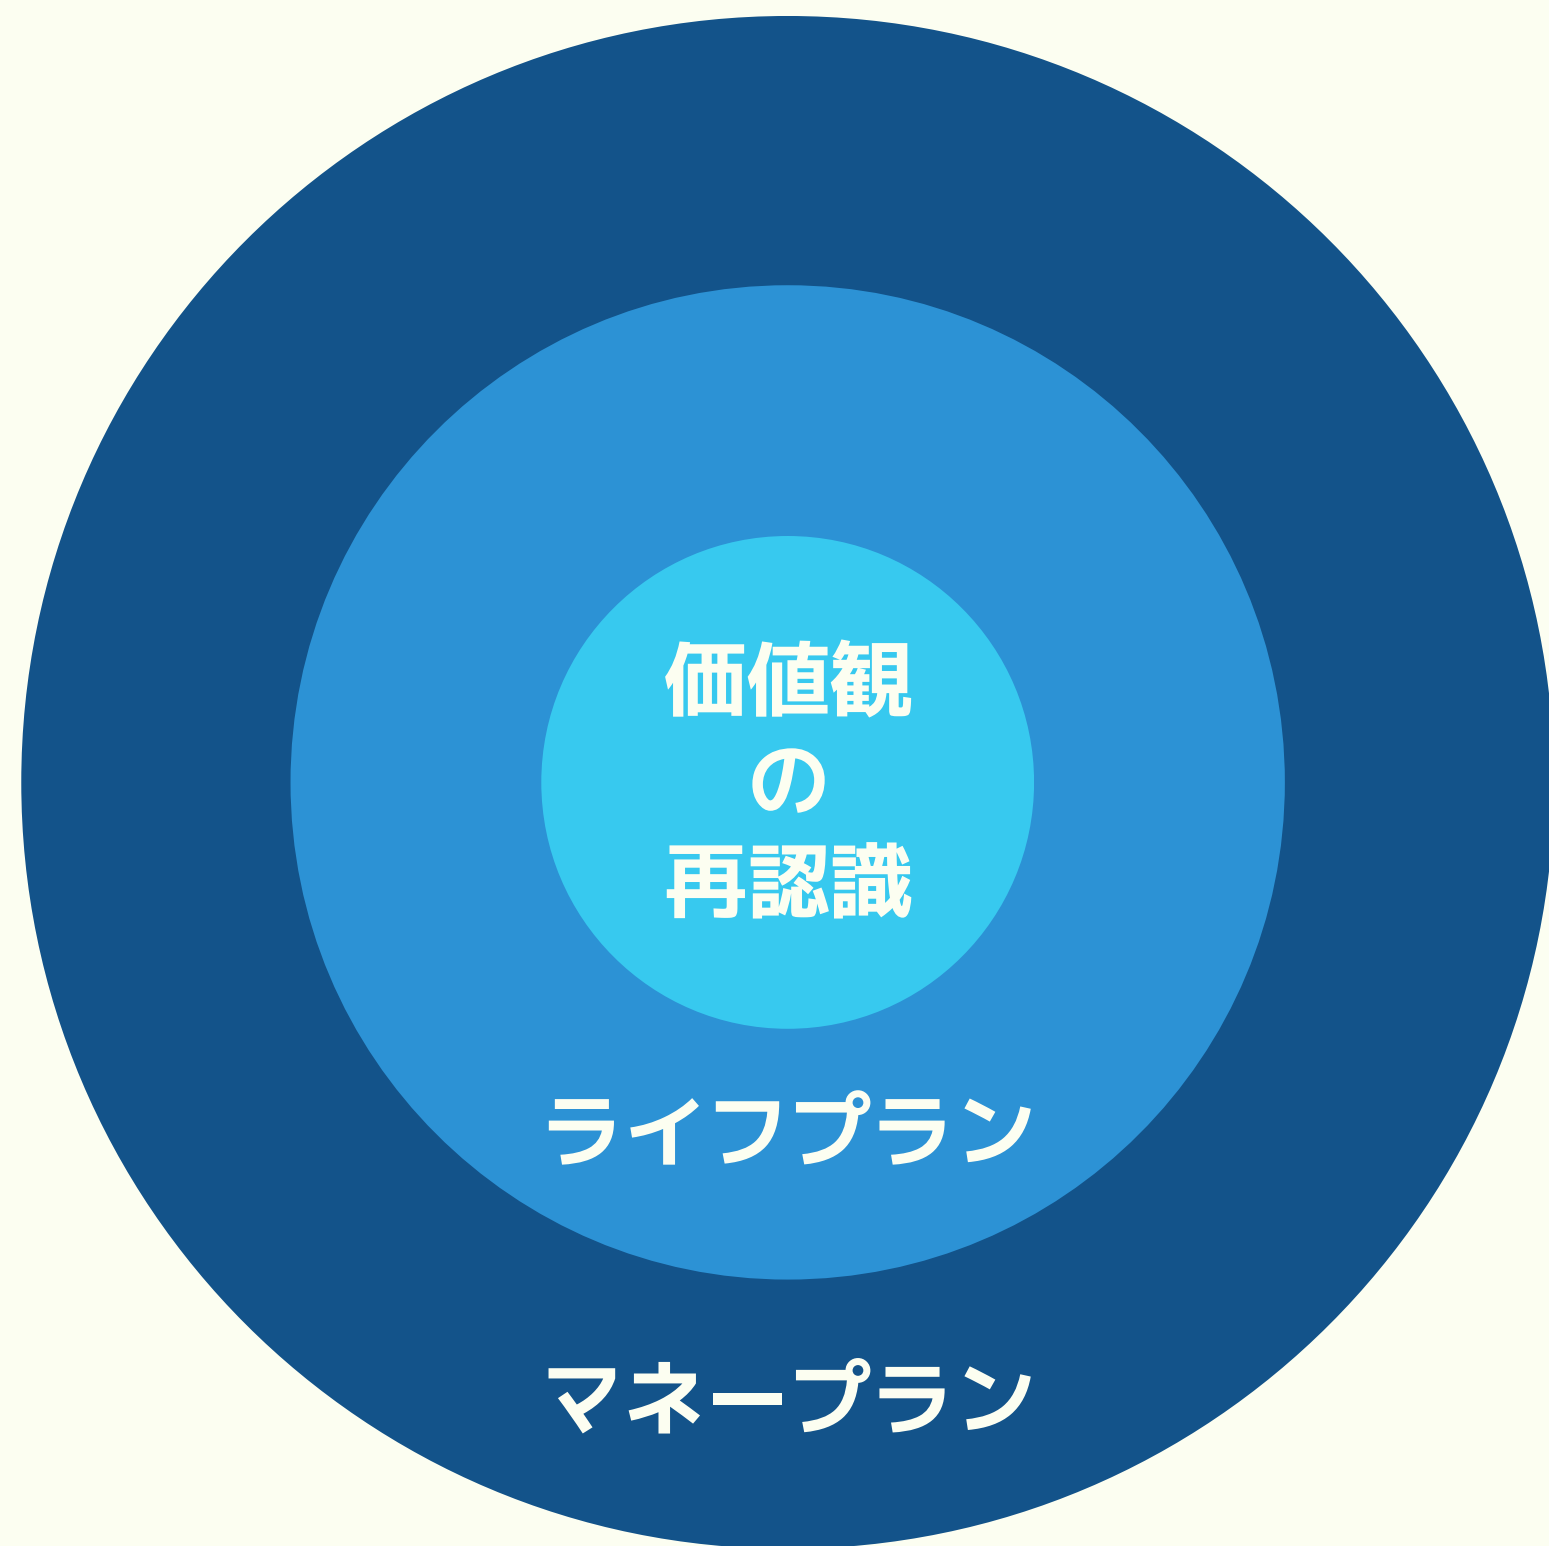 価値観
の
再認識
ライフプラン
マネープラン